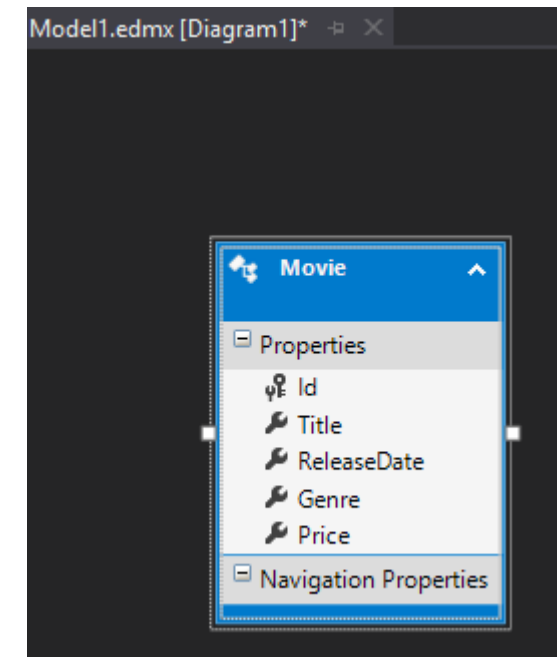 Model1.edmx [Diagram1]*
Movie
Properties
Id
Title
ReleaseDate
Genre
Price
Navigation Properties